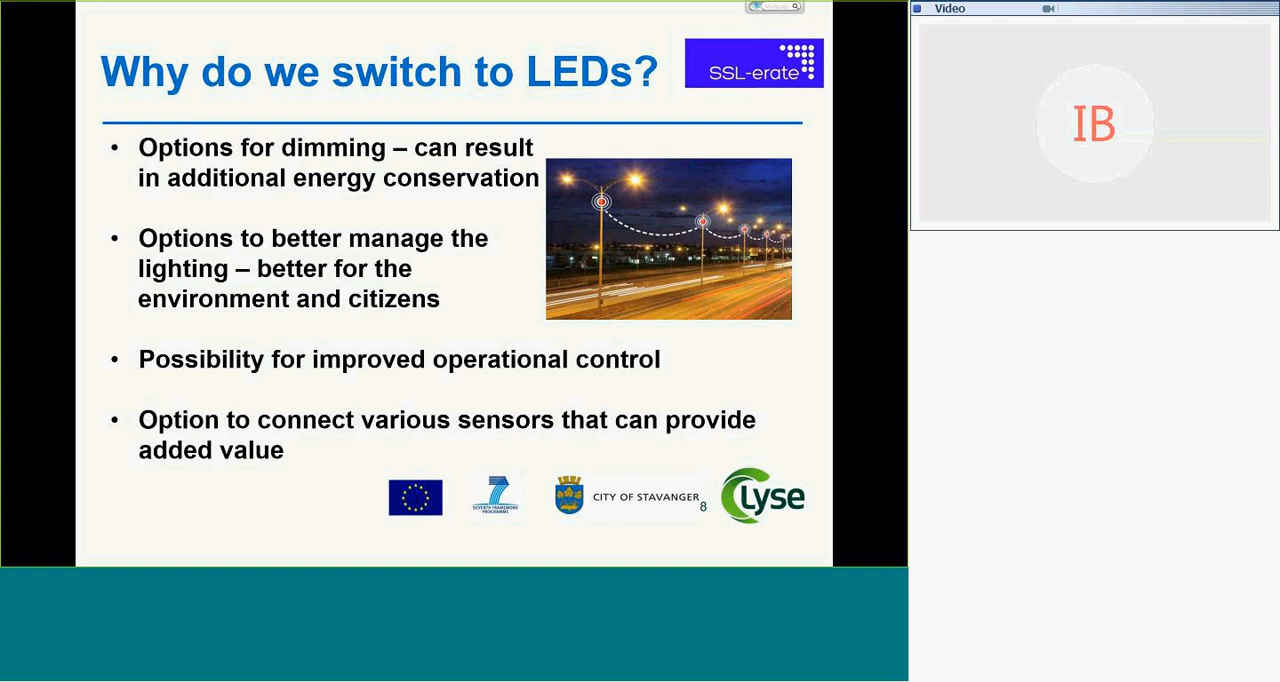 Why do we switch to LEDs?
SSL-erate
• Options for dimming – can result
in additional energy conservation
• Options to better manage the
lighting – better for the
environment and citizens
• Possibility for improved operational control
• Option to connect various sensors that can provide
added value
SEVENTH FRAMEWORK
PROGRAMME
CITY OF STAVANGER
8
Lyse
Video
IB